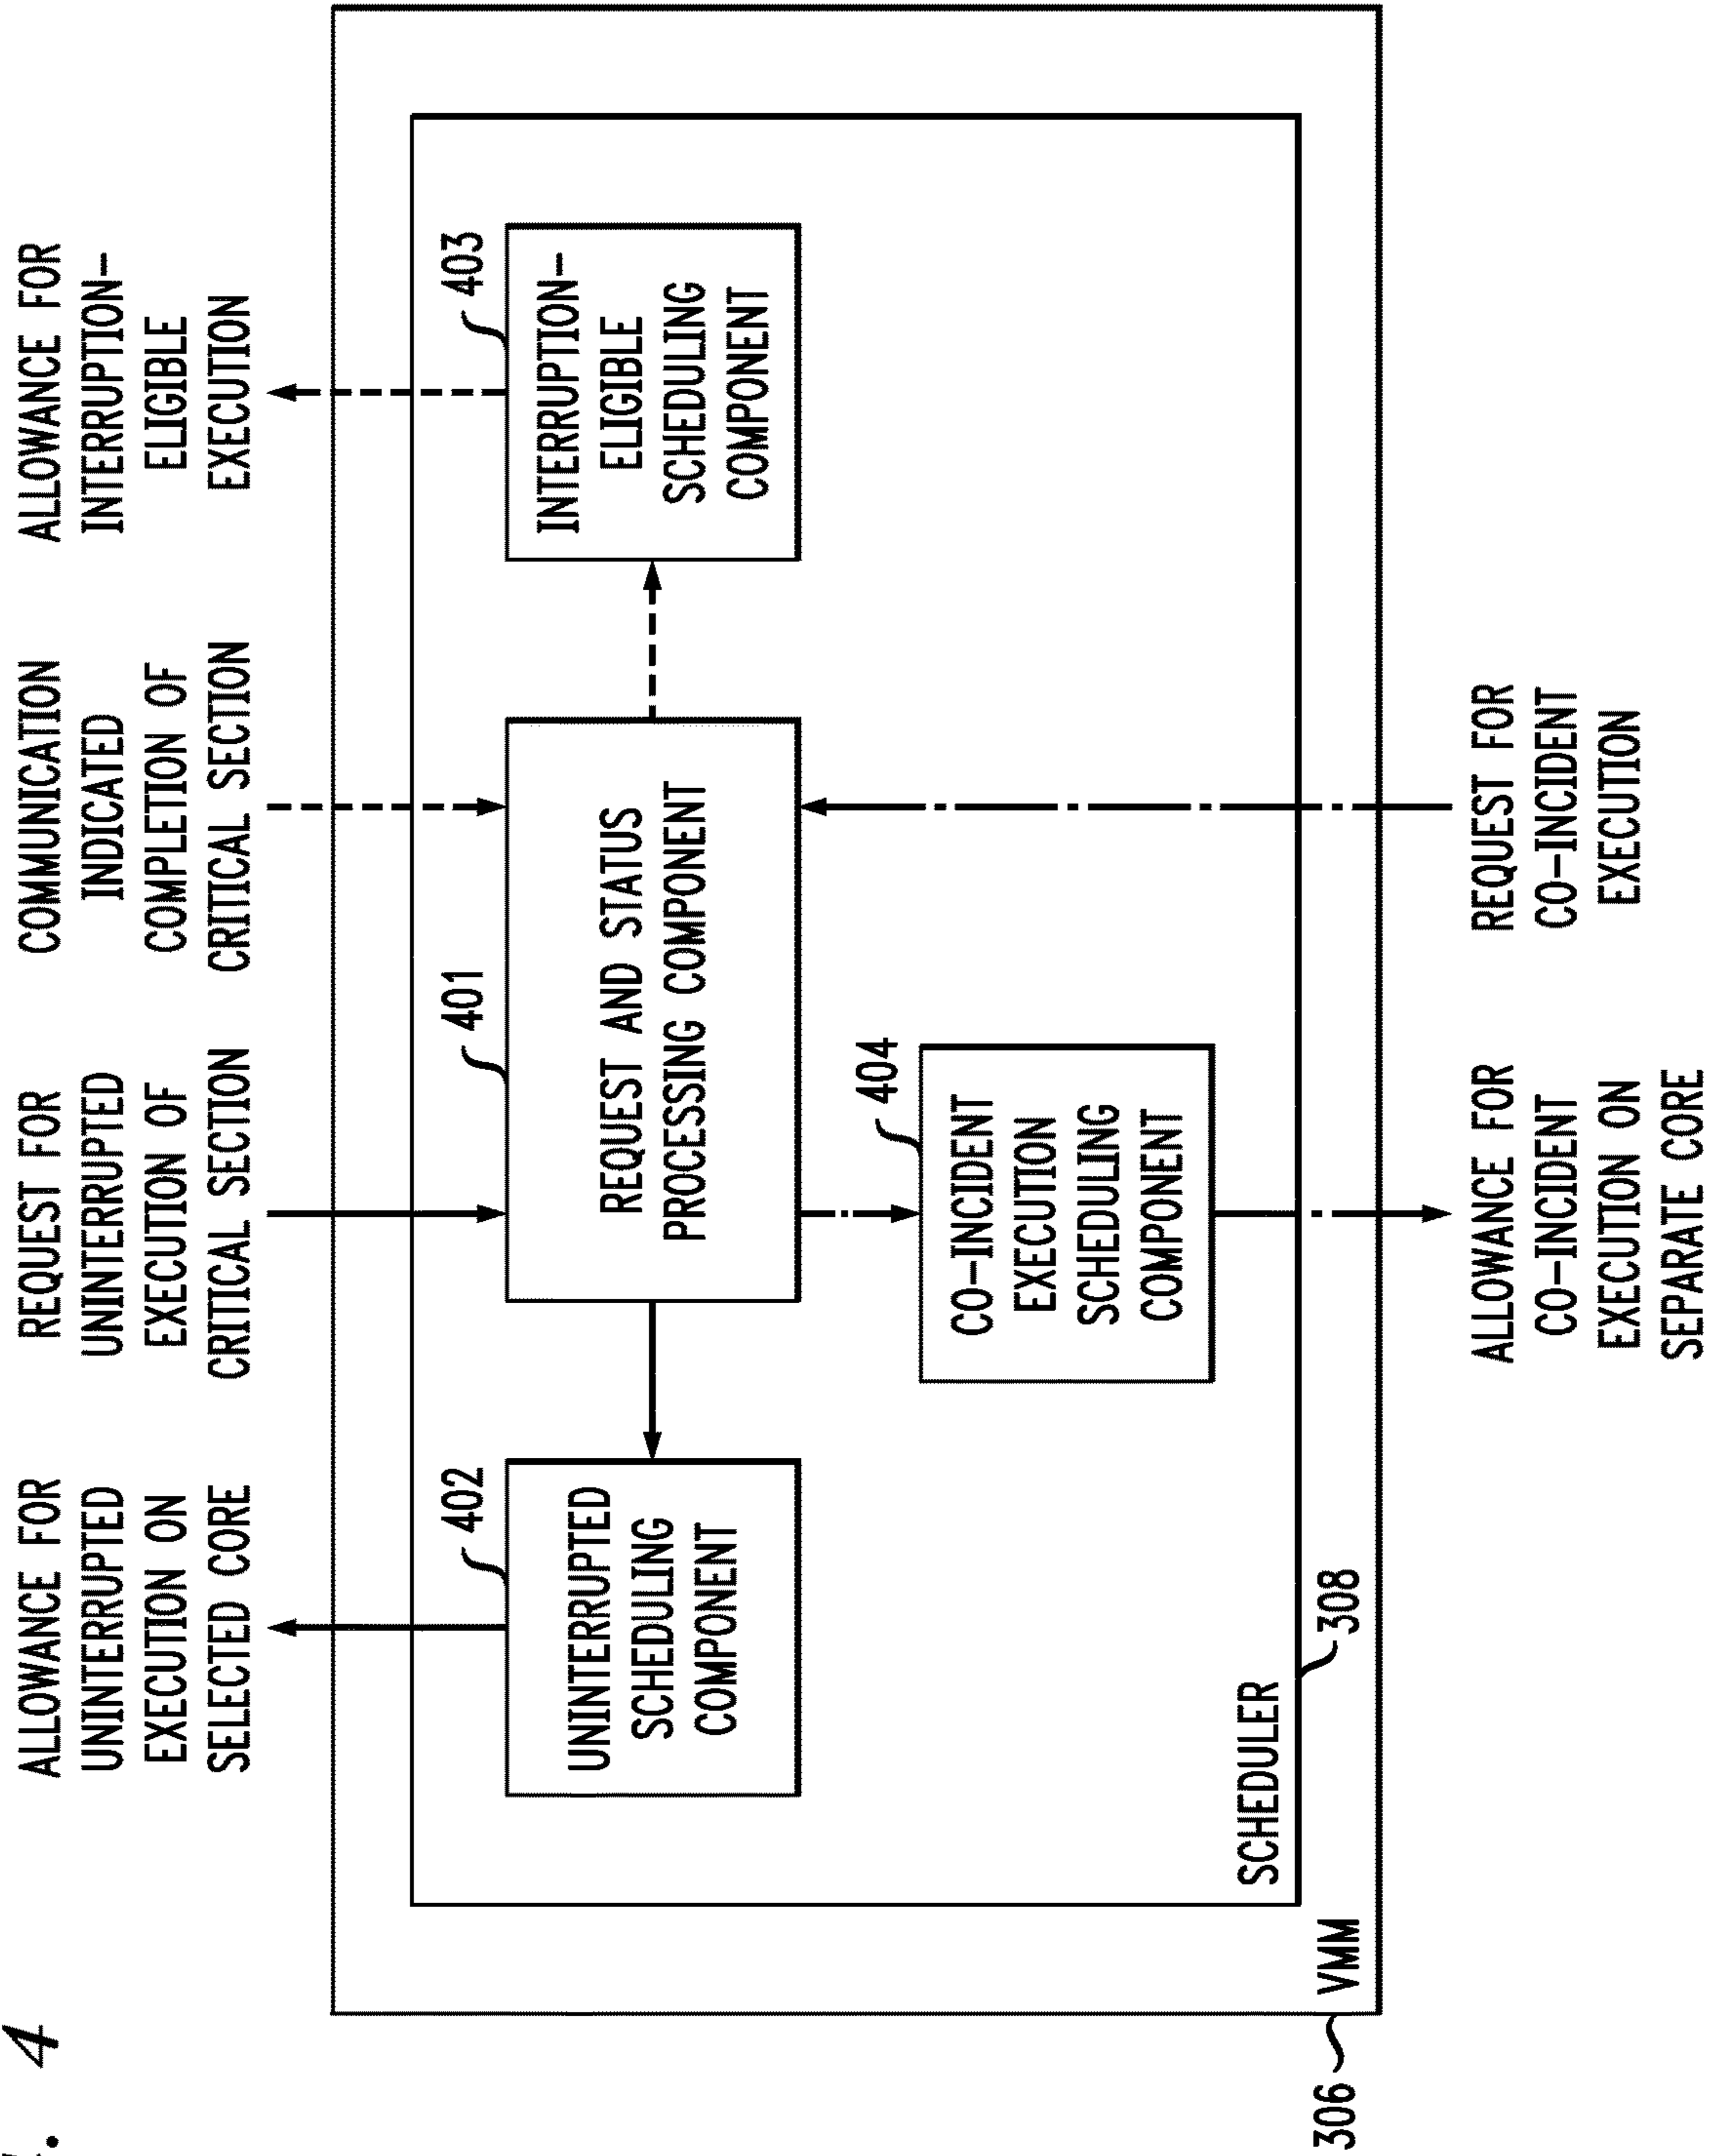 . 4
ALLOWANCE FOR
UNINTERRUPTED
EXECUTION ON
SELECTED CORE
REQUEST FOR
UNINTERRUPTED
EXECUTION OF
CRITICAL SECTION
COMMUNICATION
INDICATED
COMPLETION OF
CRITICAL SECTION
ALLOWANCE FOR
INTERRUPTION-
ELIGIBLE
EXECUTION
402
UNINTERRUPTED
SCHEDULING
COMPONENT
401
REQUEST AND STATUS
PROCESSING COMPONENT
403
INTERRUPTION-
ELIGIBLE
SCHEDULING
COMPONENT
404
CO-INCIDENT
EXECUTION
SCHEDULING
COMPONENT
SCHEDULER
308
VMM
306
ALLOWANCE FOR
CO-INCIDENT
EXECUTION ON
SEPARATE CORE
REQUEST FOR
CO-INCIDENT
EXECUTION